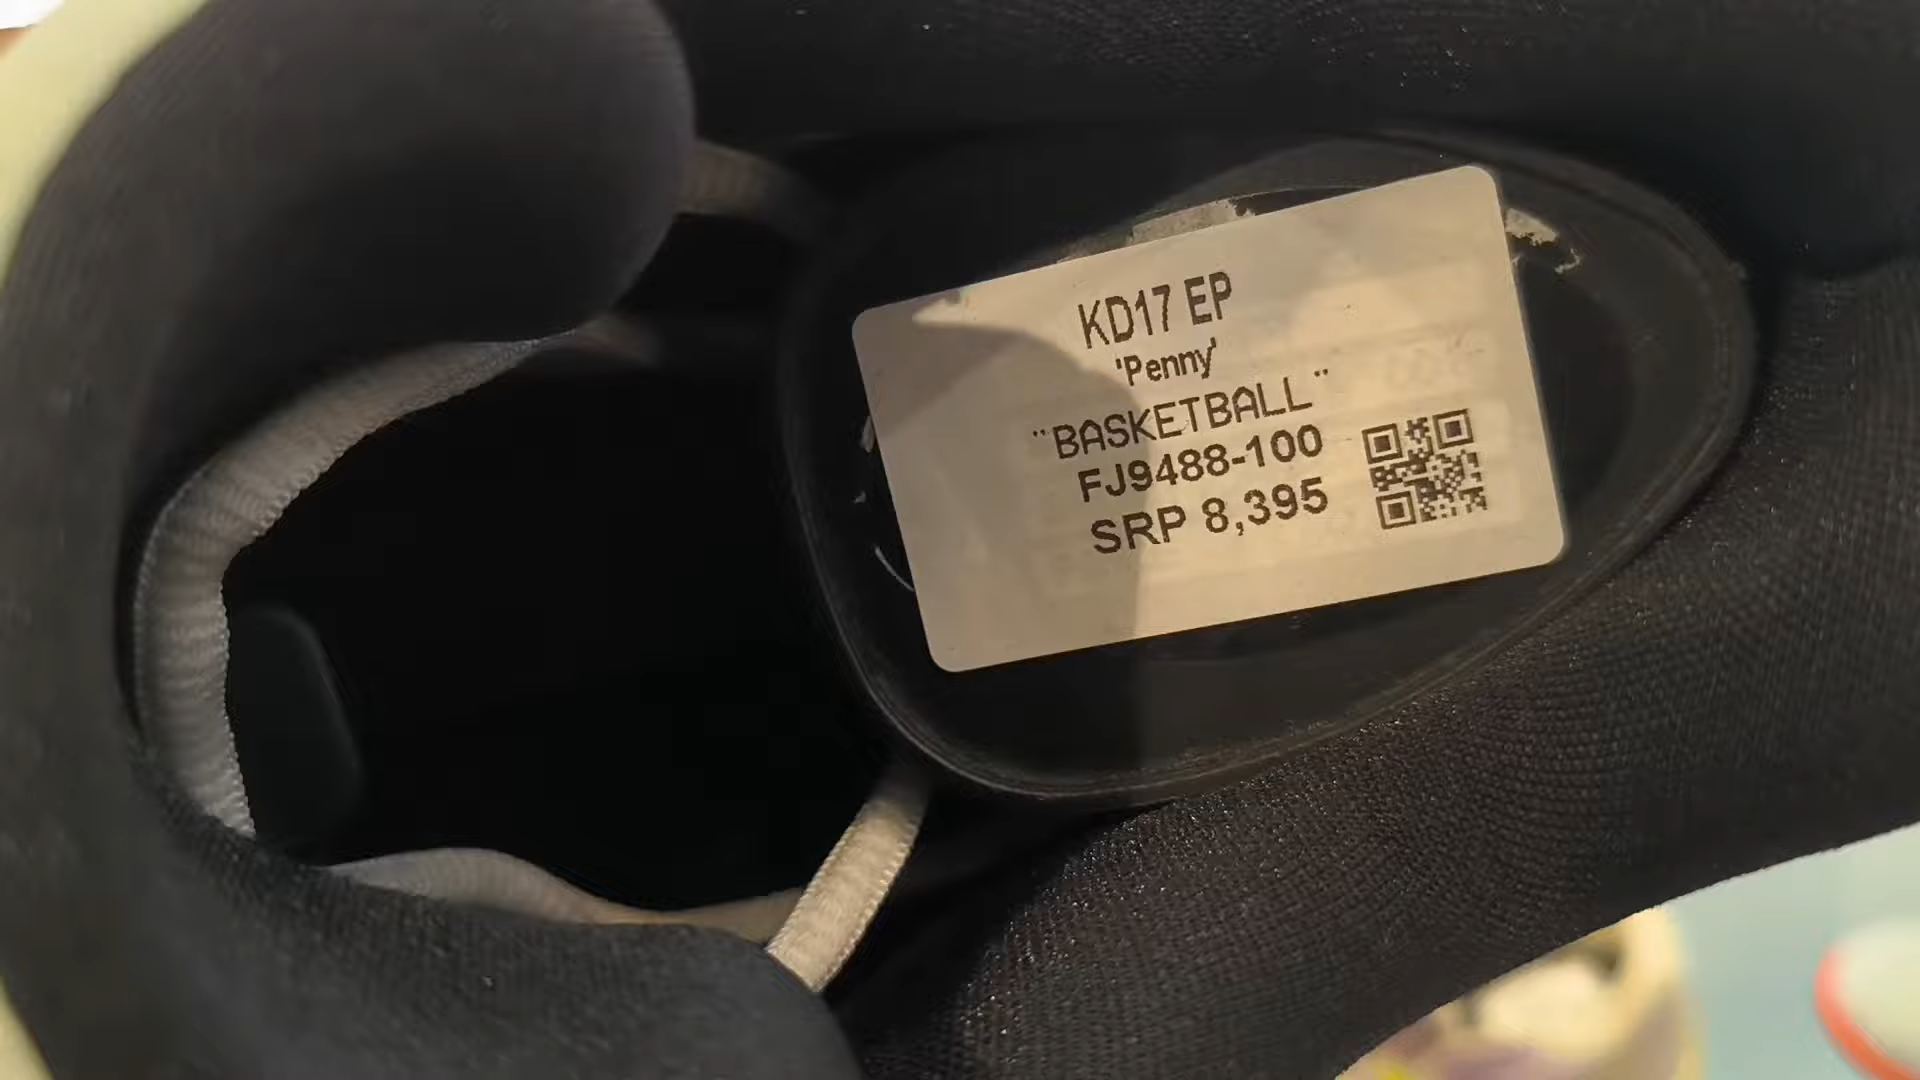 KD17 EP
'Penny'
"BASKETBALL"
FJ9488-100
SRP 8,395